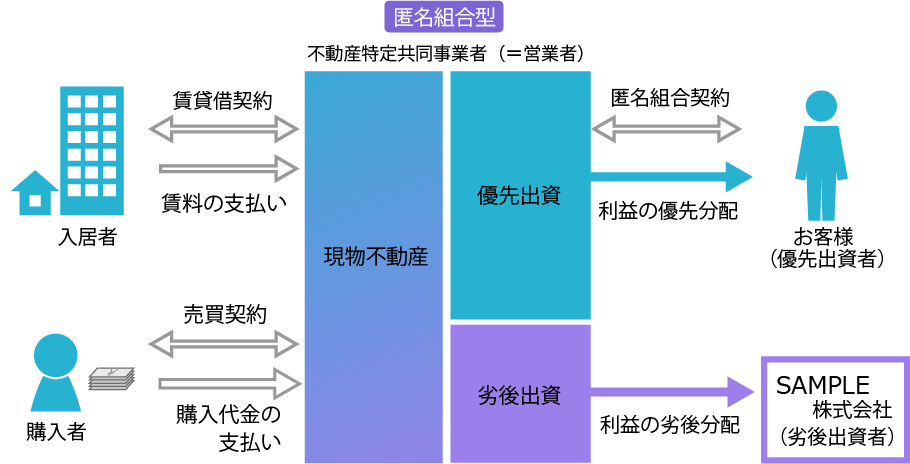 匿名組合型
不動産特定共同事業者（＝営業者）
賃貸借契約
賃料の支払い
入居者
売買契約
購入代金の
支払い
購入者
現物不動産
優先出資
劣後出資
匿名組合契約
利益の優先分配
お客様
（優先出資者）
利益の劣後分配
SAMPLE
株式会社
（劣後出資者）